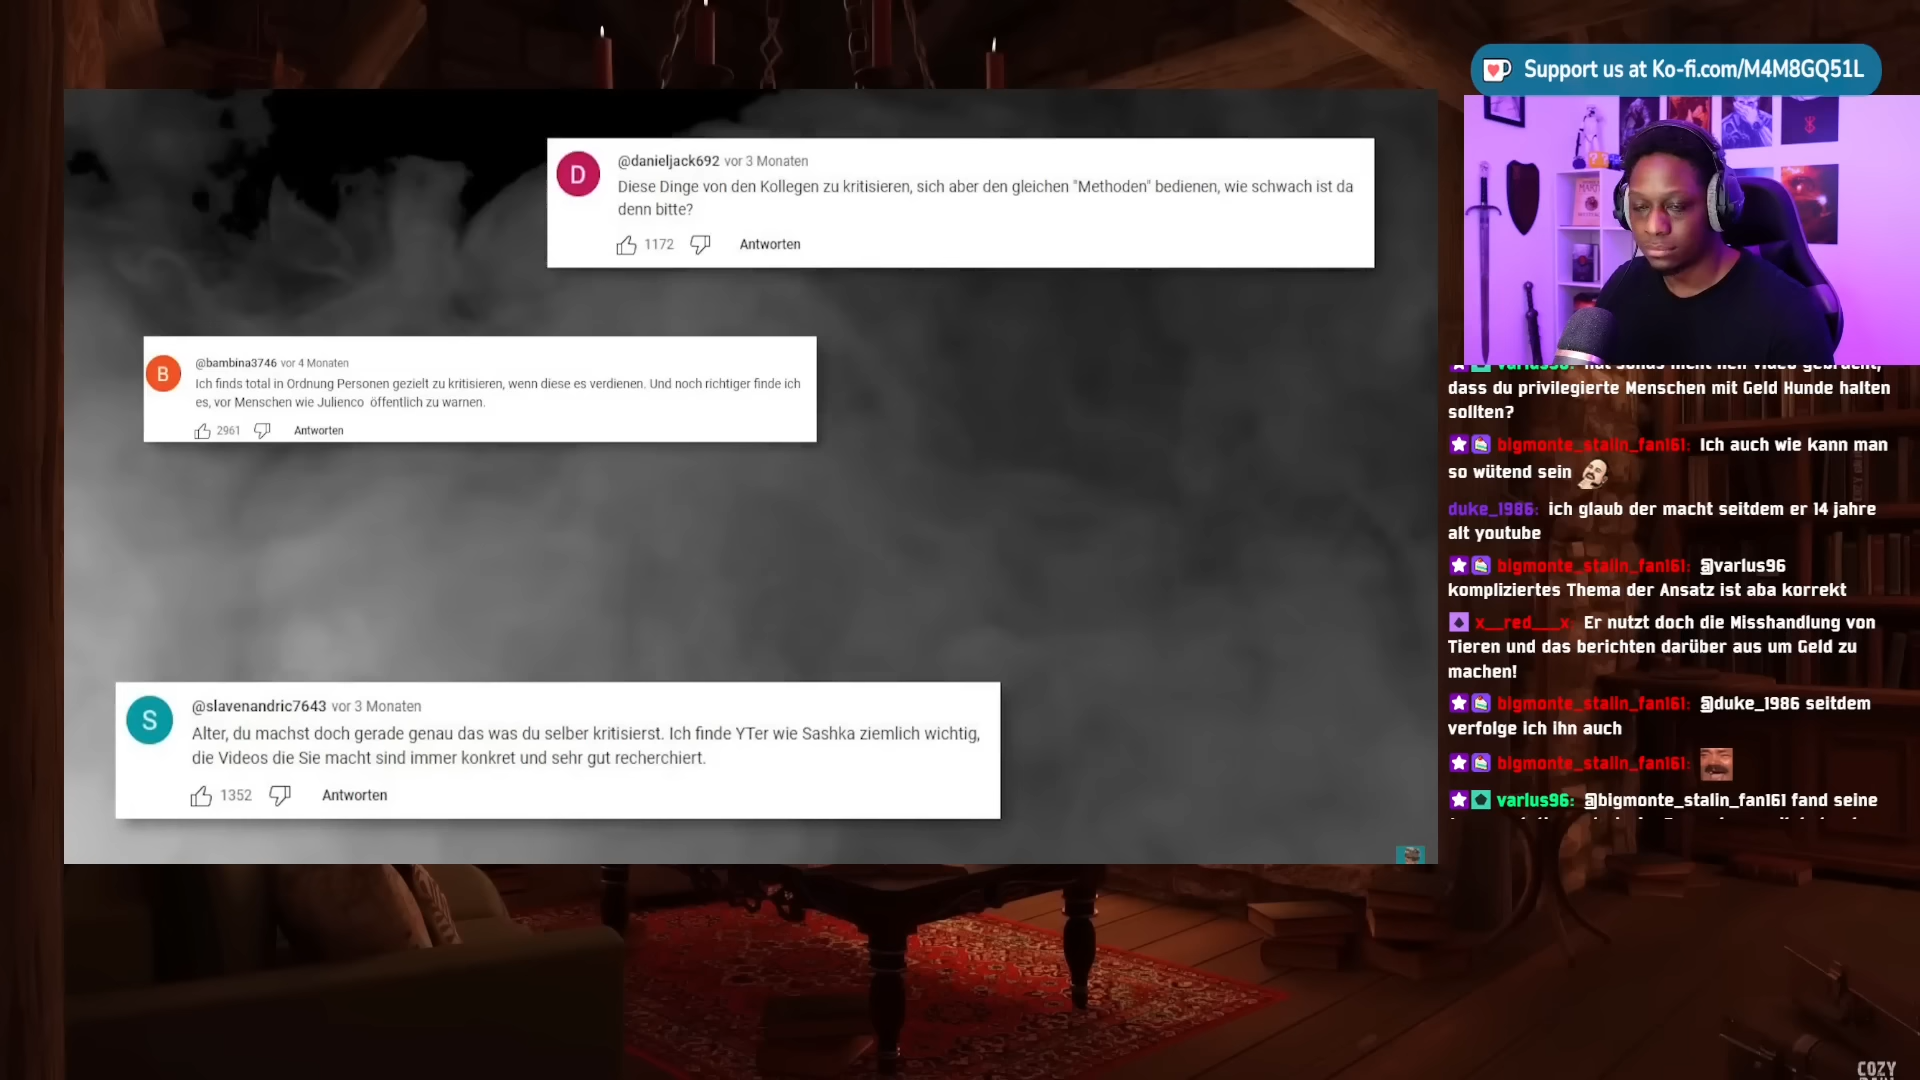 Support us at Ko-fi.com/M4M8GQ51L
D
@danieljack692 vor 3 Monaten
Diese Dinge von den Kollegen zu kritisieren, sich aber den gleichen "Methoden" bedienen, wie schwach ist da
denn bitte?
1172 Antworten
B
@bambina3746 vor 4 Monaten
Ich finds total in Ordnung Personen gezielt zu kritisieren, wenn diese es verdienen. Und noch richtiger finde ich
es, vor Menschen wie Julienco öffentlich zu warnen.
2961 Antworten
S
@slavenandric7643 vor 3 Monaten
Alter, du machst doch gerade genau das was du selber kritisierst. Ich finde YTer wie Sashka ziemlich wichtig,
die Videos die Sie macht sind immer konkret und sehr gut recherchiert.
1352 Antworten
dass du privilegierte Menschen mit Geld Hunde halten
sollten?
bigmonte_stalin_fan161: Ich auch wie kann man
so wütend sein
duke_1986: ich glaub der macht seitdem er 14 jahre
alt youtube
bigmonte_stalin_fan161: @varius96
kompliziertes Thema der Ansatz ist aba korrekt
x__red___x: Er nutzt doch die Misshandlung von
Tieren und das berichten darüber aus um Geld zu
machen!
bigmonte_stalin_fan161: @duke_1986 seitdem
verfolge ich ihn auch
bigmonte_stalin_fan161:
varius96: @bigmonte_stalin_fan161 fand seine
COZY